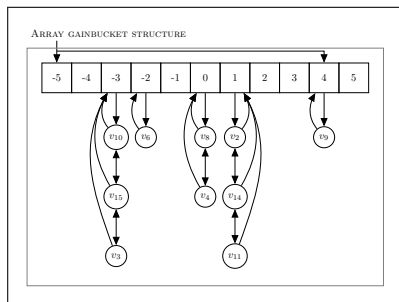 ARRAY GAINBUCKET STRUCTURE
-5 -4 -3 -2 -1 0 1 2 3 4 5
v10 v6 v8 v2 v9
v15 v4 v14
v3 v11